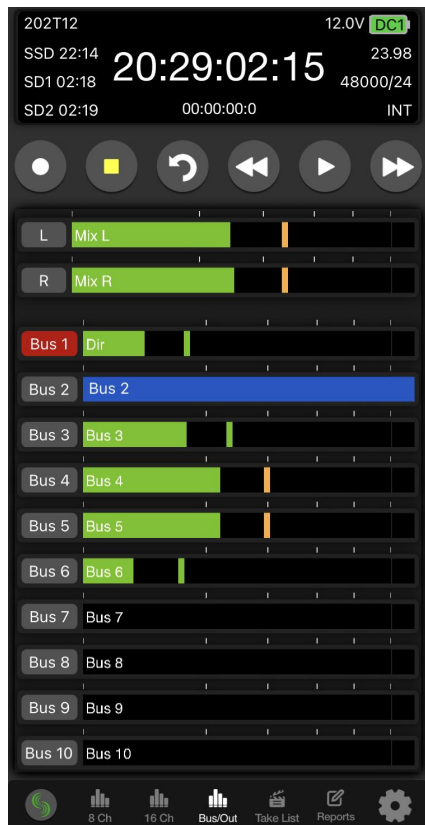 202T12 12.0V DC1
SSD 22:14 20:29:02:15 23.98
SD1 02:18 48000/24
SD2 02:19 00:00:00:0 INT
L Mix L
R Mix R
Bus 1 Dir
Bus 2 Bus 2
Bus 3 Bus 3
Bus 4 Bus 4
Bus 5 Bus 5
Bus 6 Bus 6
Bus 7 Bus 7
Bus 8 Bus 8
Bus 9 Bus 9
Bus 10 Bus 10
8 Ch 16 Ch Bus/Out Take List Reports